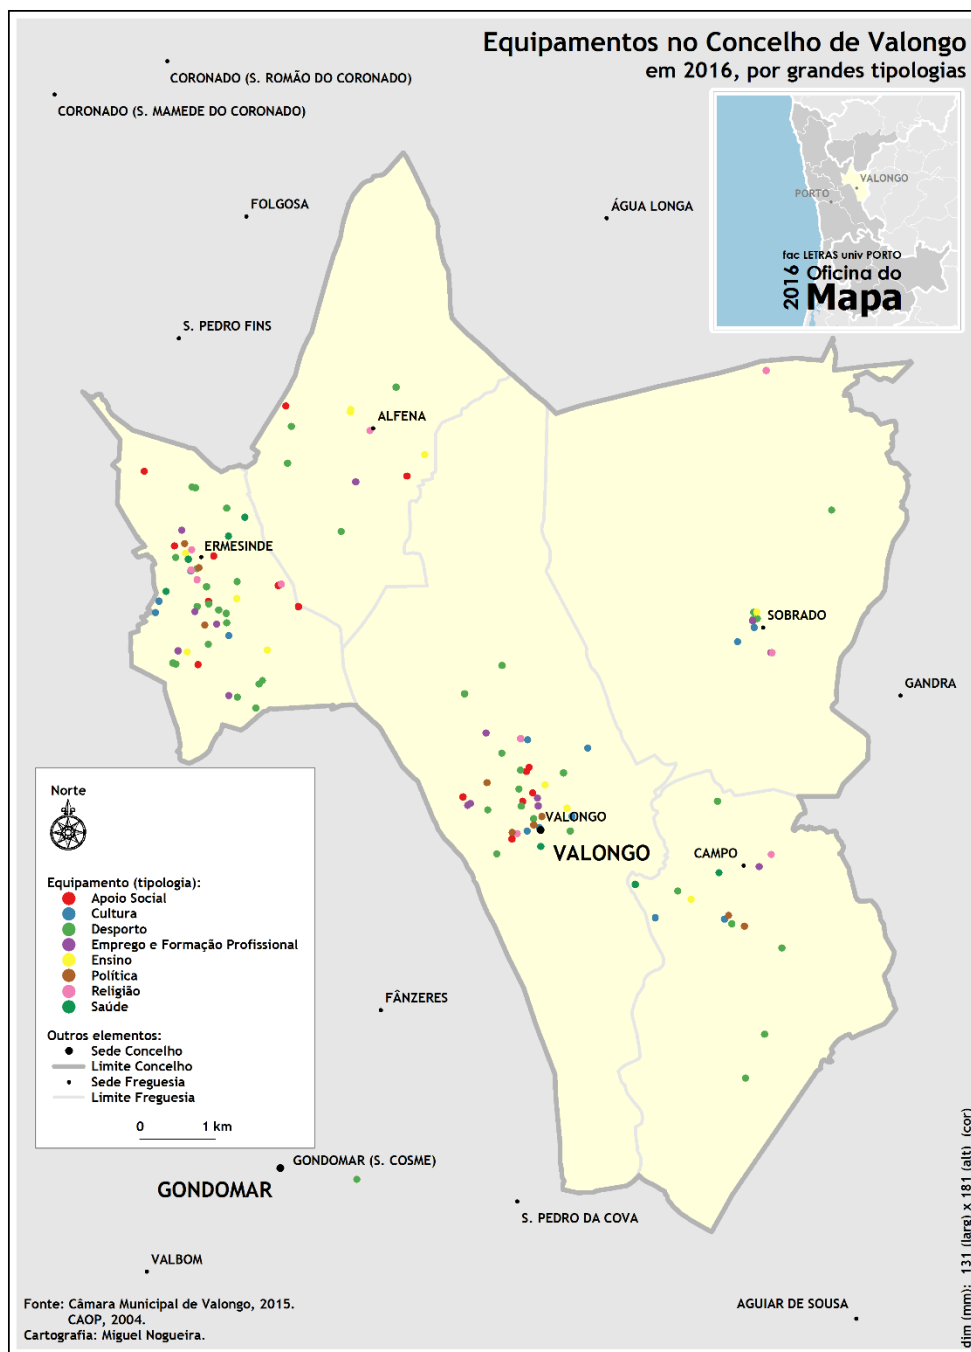 Equipamentos no Concelho de Valongo
em 2016, por grandes tipologias
CORONADO (S. ROMÃO DO CORONADO)
CORONADO (S. MAMEDE DO CORONADO)
FOLGOSA
ÁGUA LONGA
VALONGO
PORTO
fac LETRAS univ PORTO
2016 Oficina do
Mapa
S. PEDRO FINS
ALFENA
ERMESINDE
SOBRADO
GANDRA
VALONGO
VALONGO
CAMPO
Norte
Equipamento (tipologia):
Apoio Social
Cultura
Desporto
Emprego e Formação Profissional
Ensino
Política
Religião
Saúde
Outros elementos:
Sede Concelho
Limite Concelho
Sede Freguesia
Limite Freguesia
0 1 km
FÂNZERES
GONDOMAR (S. COSME)
GONDOMAR
S. PEDRO DA COVA
VALBOM
AGUIAR DE SOUSA
Fonte: Câmara Municipal de Valongo, 2015.
CAOP, 2004.
Cartografia: Miguel Nogueira.
dim (mm): 131 (larg) x 181 (alt) (cor)